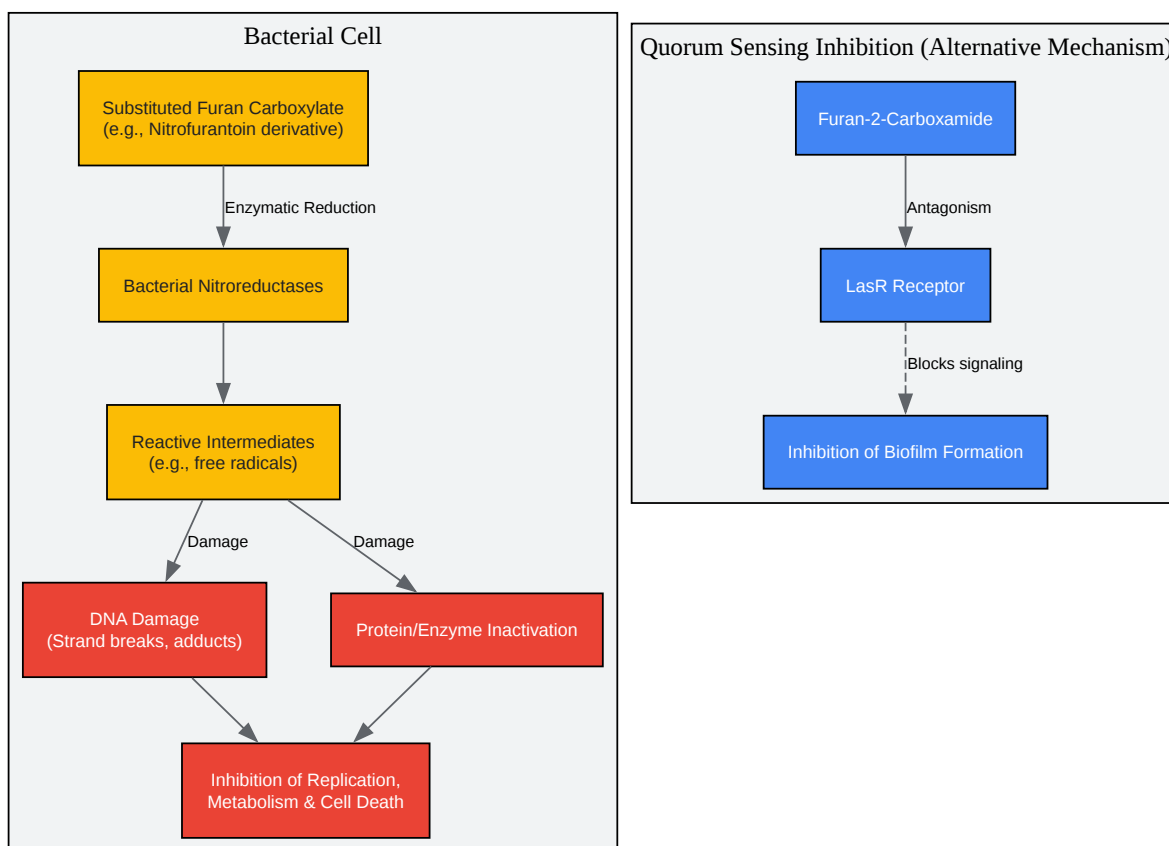 Bacterial Cell
Substituted Furan Carboxylate
(e.g., Nitrofurantoin derivative)
Enzymatic Reduction
Bacterial Nitroreductases
Reactive Intermediates
(e.g., free radicals)
Damage
Damage
DNA Damage
(Strand breaks, adducts)
Protein/Enzyme Inactivation
Inhibition of Replication,
Metabolism & Cell Death
Quorum Sensing Inhibition (Alternative Mechanism)
Furan-2-Carboxamide
Antagonism
LasR Receptor
Blocks signaling
Inhibition of Biofilm Formation